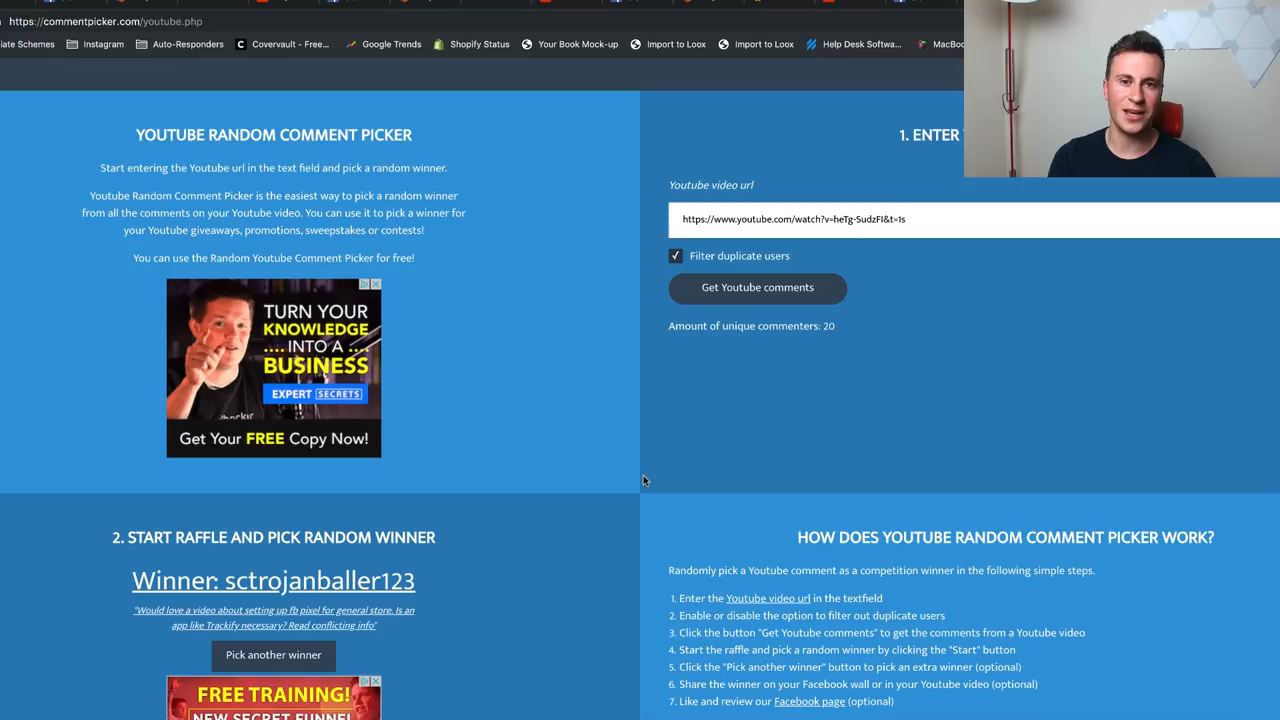 https://commentpicker.com/youtube.php
iate Schemes Instagram Auto-Responders Covervault - Free... Google Trends Shopify Status Your Book Mock-up Import to Loox Import to Loox Help Desk Softwa... MacBo
YOUTUBE RANDOM COMMENT PICKER
Start entering the Youtube url in the text field and pick a random winner.
Youtube Random Comment Picker is the easiest way to pick a random winner
from all the comments on your Youtube video. You can use it to pick a winner for
your Youtube giveaways, promotions, sweepstakes or contests!
You can use the Random Youtube Comment Picker for free!
TURN YOUR
KNOWLEDGE
.... INTO A ....
BUSINESS
EXPERT SECRETS
Get Your FREE Copy Now!
1. ENTER
Youtube video url
https://www.youtube.com/watch?v=heTg-SudzFI&t=1s
Filter duplicate users
Get Youtube comments
Amount of unique commenters: 20
2. START RAFFLE AND PICK RANDOM WINNER
Winner: sctrojanballer123
"Would love a video about setting up fb pixel for general store. Is an
app like Trackify necessary? Read conflicting info"
Pick another winner
FREE TRAINING!
NEW SECRET FUNNEL
HOW DOES YOUTUBE RANDOM COMMENT PICKER WORK?
Randomly pick a Youtube comment as a competition winner in the following simple steps.
1. Enter the Youtube video url in the textfield
2. Enable or disable the option to filter out duplicate users
3. Click the button "Get Youtube comments" to get the comments from a Youtube video
4. Start the raffle and pick a random winner by clicking the "Start" button
5. Click the "Pick another winner" button to pick an extra winner (optional)
6. Share the winner on your Facebook wall or in your Youtube video (optional)
7. Like and review our Facebook page (optional)